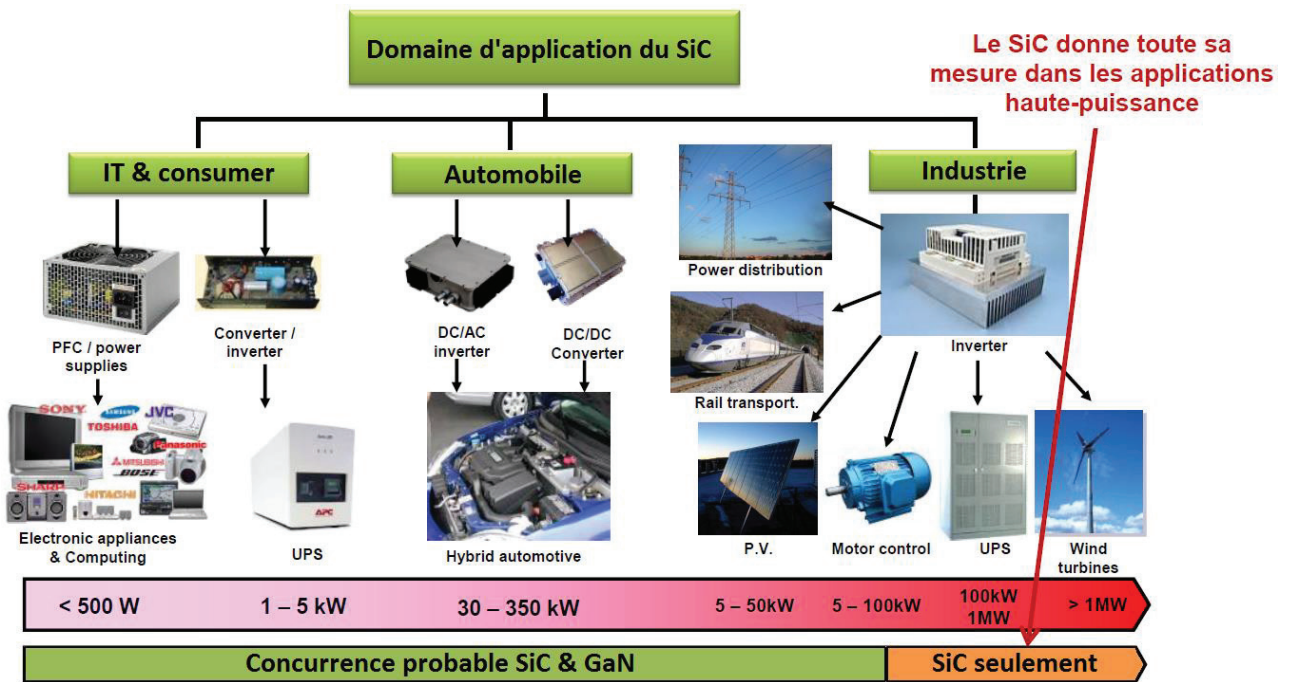 Domaine d'application du SiC
Le SiC donne toute sa
mesure dans les applications
haute-puissance
IT & consumer
Automobile
Industrie
Power distribution
PFC / power
supplies
Converter /
inverter
DC/AC
inverter
DC/DC
Converter
Rail transport.
Inverter
SONY
SAMSUNG
JVC
TOSHIBA
Panasonic
MITSUBISHI
BOSE
SHARP
HITACHI
APC
Electronic appliances
& Computing
UPS
Hybrid automotive
P.V.
Motor control
UPS
Wind
turbines
< 500 W
1 – 5 kW
30 – 350 kW
5 – 50kW
5 – 100kW
100kW
1MW
> 1MW
Concurrence probable SiC & GaN
SiC seulement